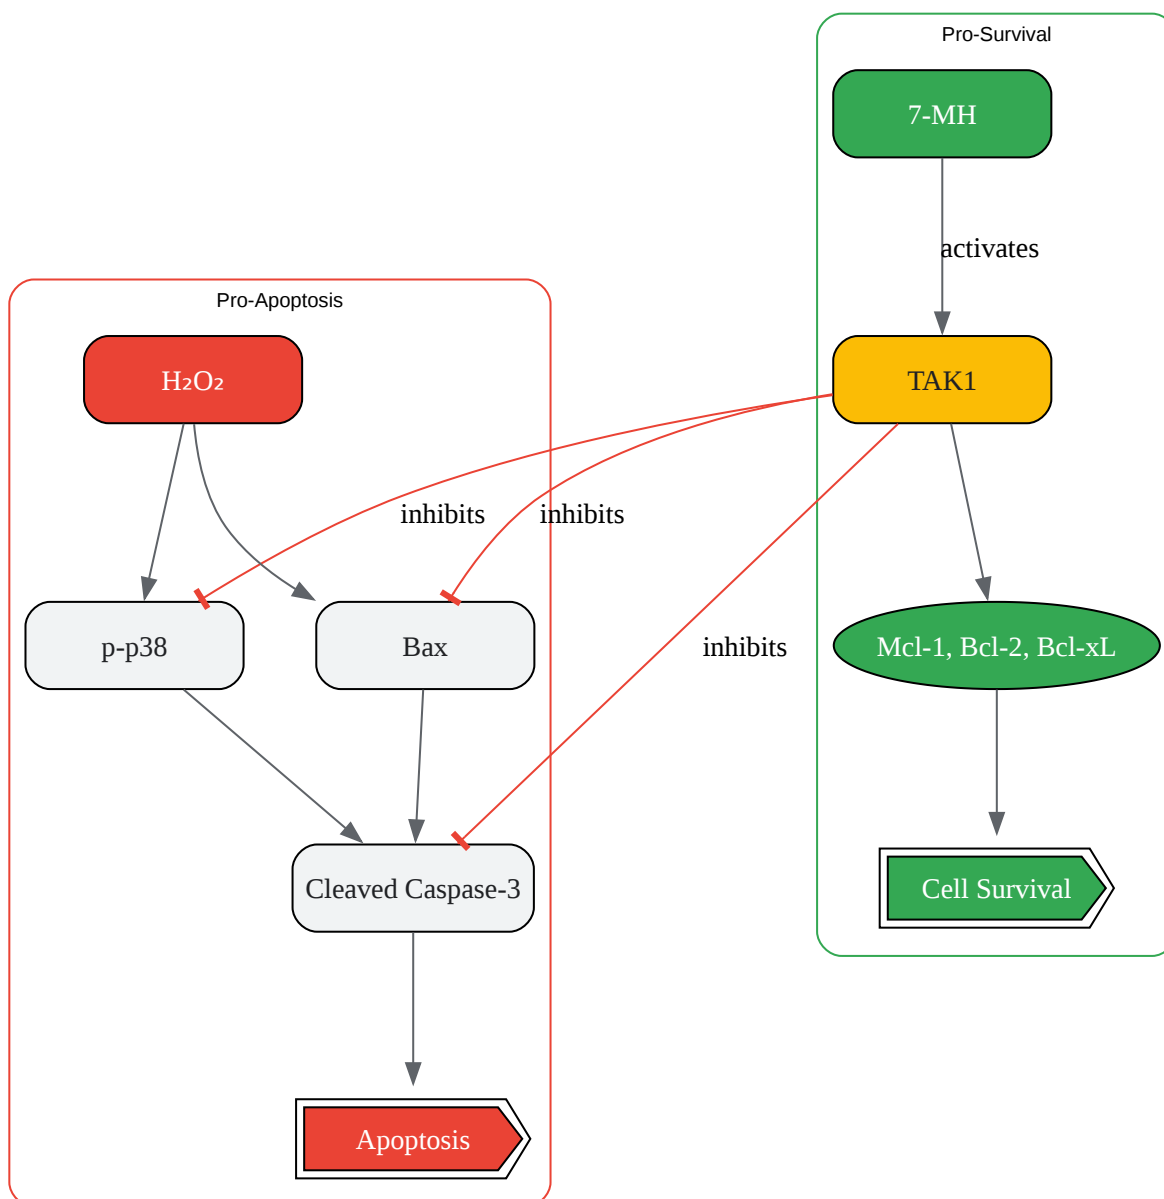 Pro-Survival
7-MH
activates
Pro-Apoptosis
H₂O₂
TAK1
inhibits
inhibits
p-p38
Bax
inhibits
Mcl-1, Bcl-2, Bcl-xL
Cleaved Caspase-3
Cell Survival
Apoptosis